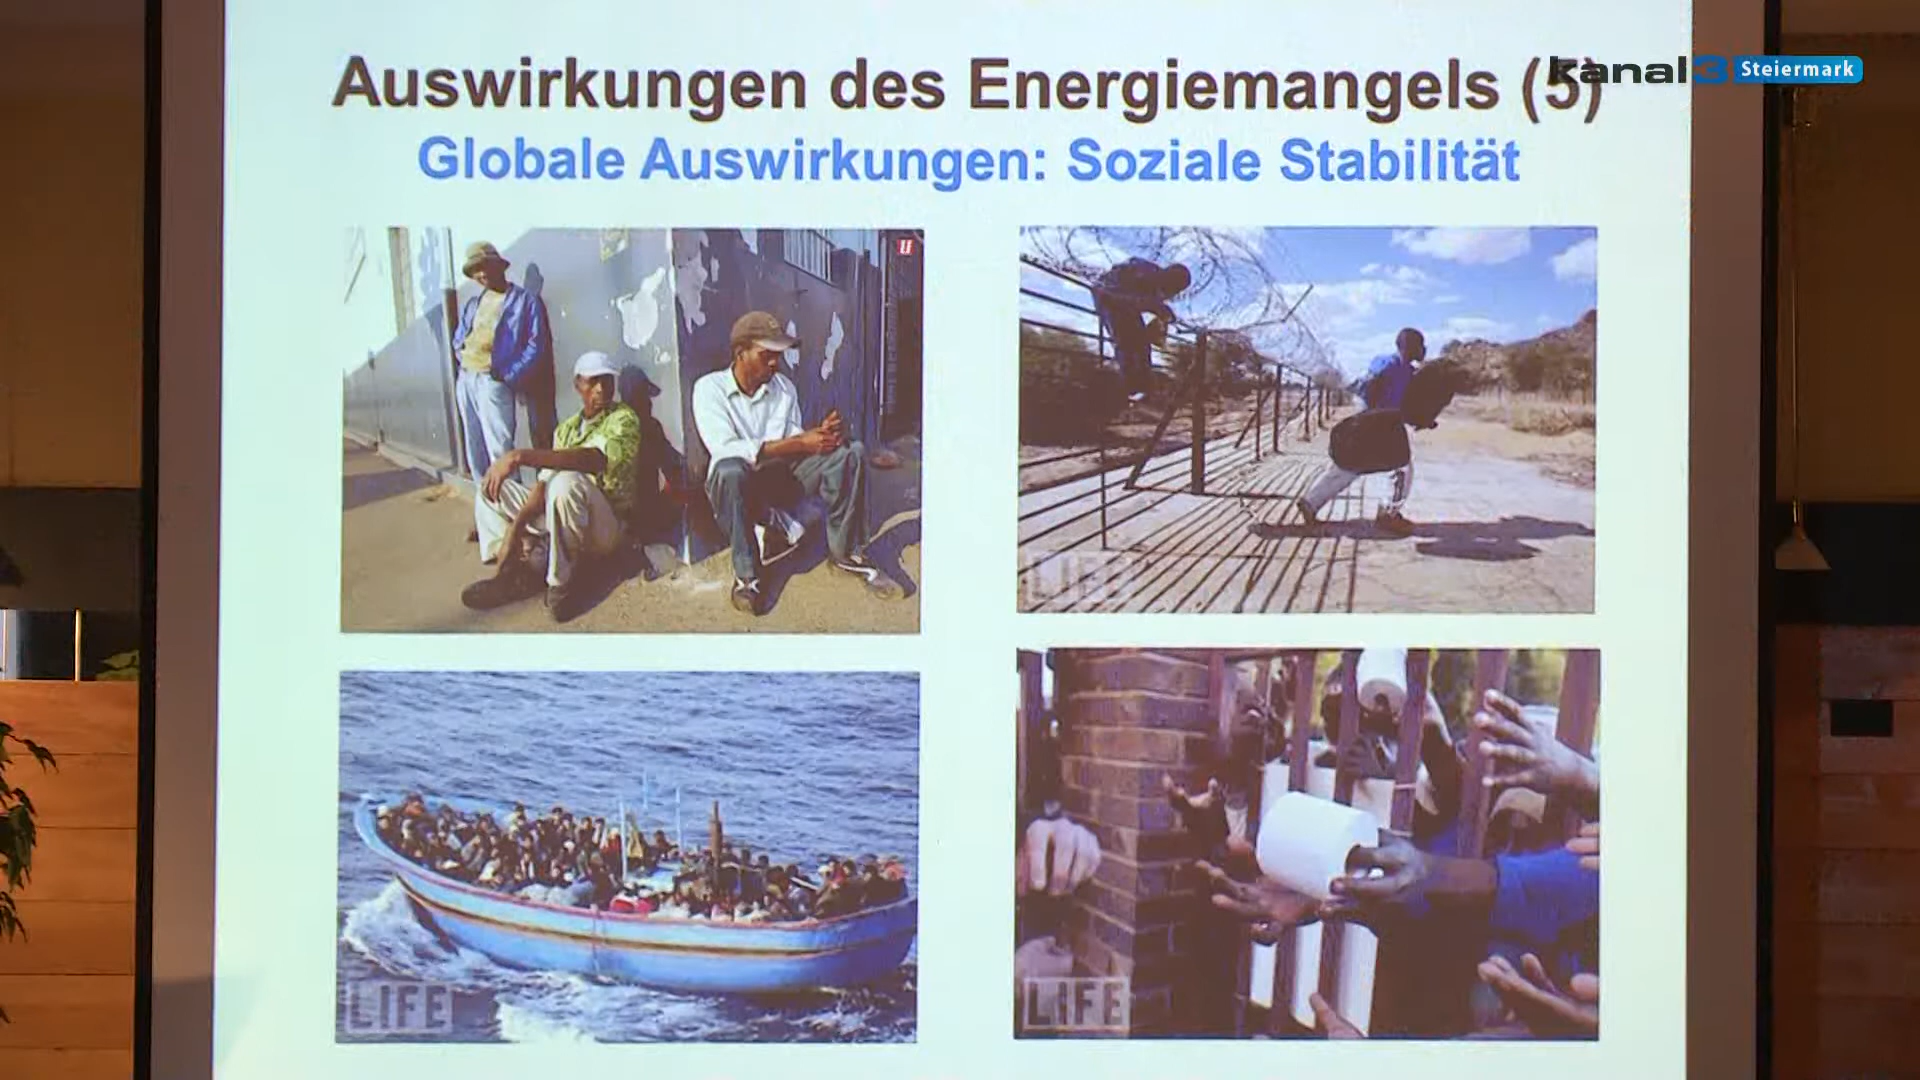 Auswirkungen des Energiemangels (5)
kanal3 Steiermark
Globale Auswirkungen: Soziale Stabilität
LIFE
LIFE
LIFE